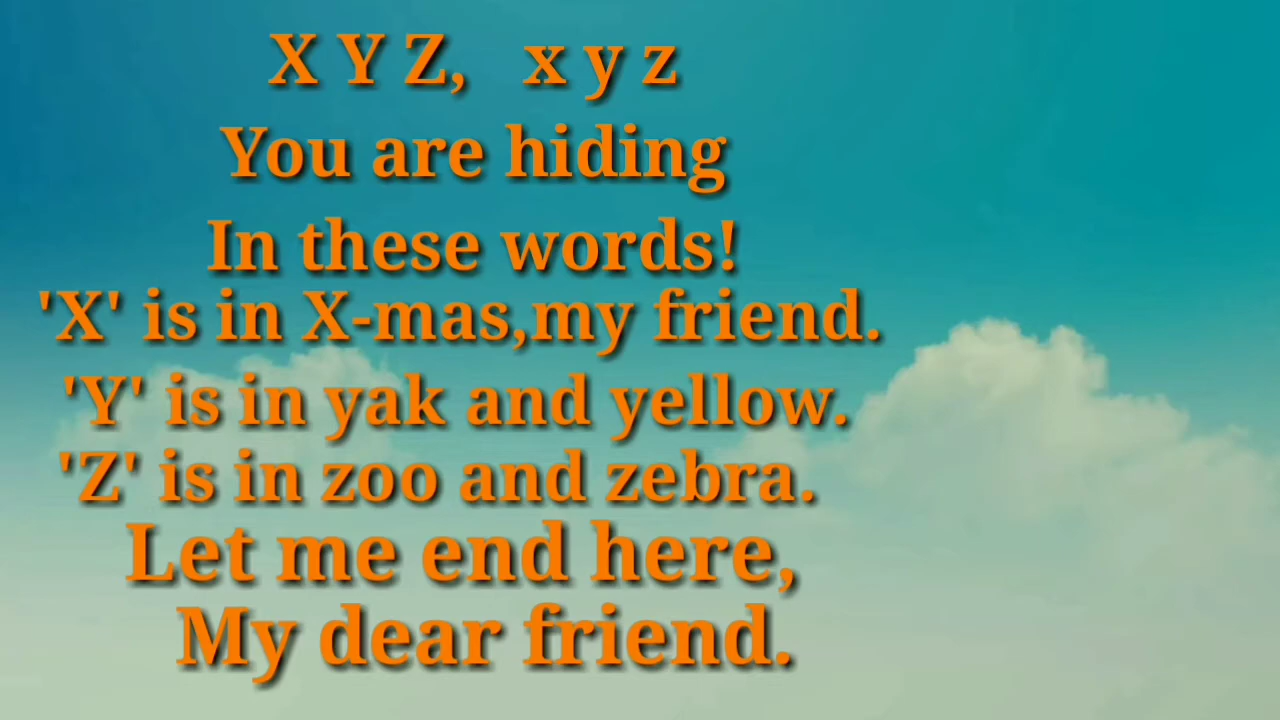 X Y Z, x y z
You are hiding
In these words!
'X' is in X-mas,my friend.
'Y' is in yak and yellow.
'Z' is in zoo and zebra.
Let me end here,
My dear friend.